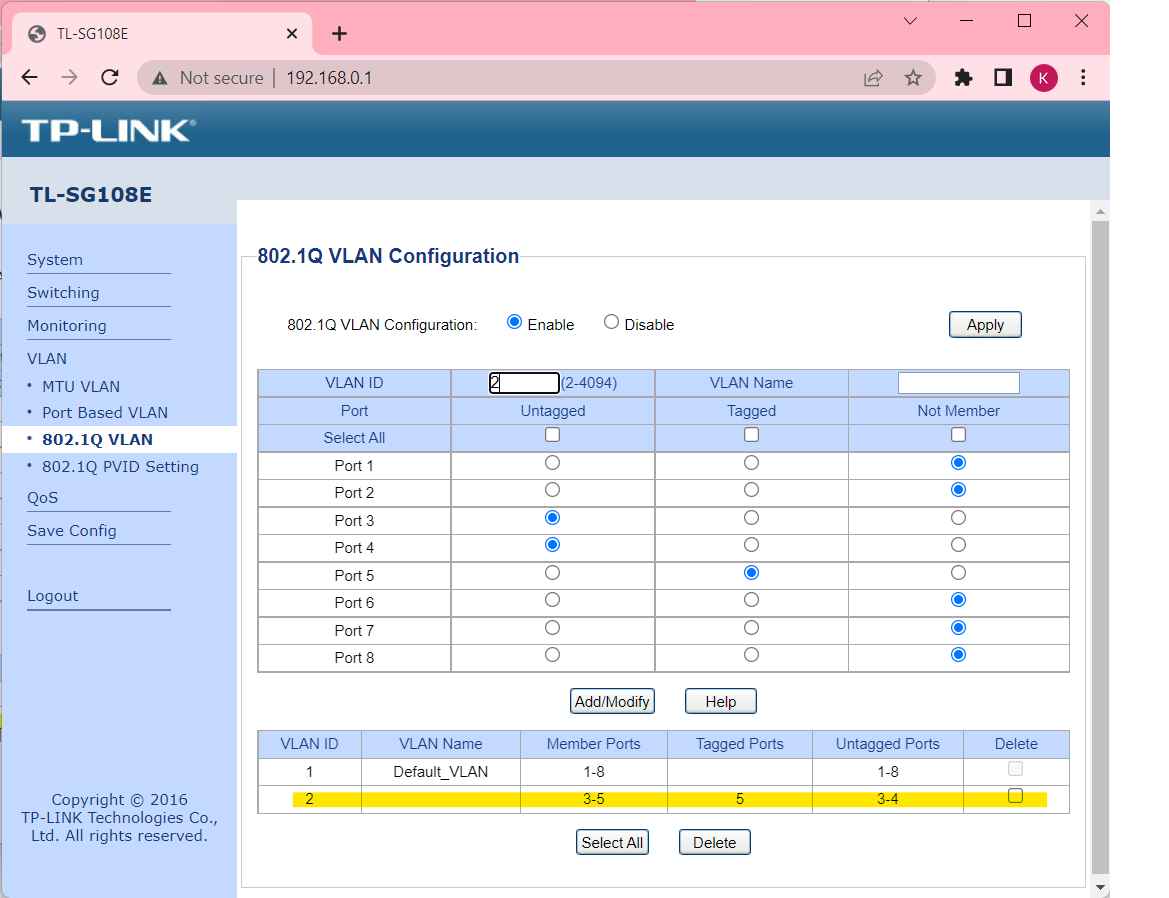 TL-SG108E
Not secure | 192.168.0.1
K
TP-LINK®
TL-SG108E
System
Switching
Monitoring
VLAN
• MTU VLAN
• Port Based VLAN
• 802.1Q VLAN
• 802.1Q PVID Setting
QoS
Save Config
Logout
Copyright © 2016
TP-LINK Technologies Co.,
Ltd. All rights reserved.
802.1Q VLAN Configuration
802.1Q VLAN Configuration: Enable Disable Apply
VLAN ID 2 (2-4094) VLAN Name
Port Untagged Tagged Not Member
Select All
Port 1
Port 2
Port 3
Port 4
Port 5
Port 6
Port 7
Port 8
Add/Modify Help
VLAN ID VLAN Name Member Ports Tagged Ports Untagged Ports Delete
1 Default_VLAN 1-8 1-8
2 3-5 5 3-4
Select All Delete